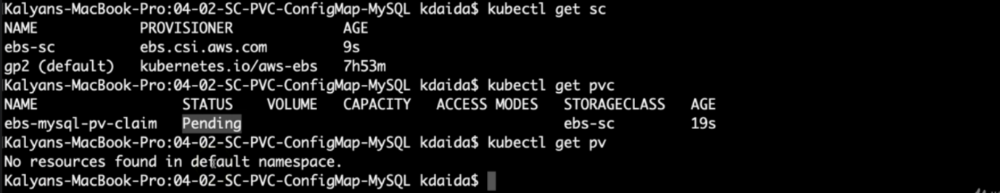 Kalyans-MacBook-Pro:04-02-SC-PVC-ConfigMap-MySQL kdaida$ kubectl get sc
NAME PROVISIONER AGE
ebs-sc ebs.csi.aws.com 9s
gp2 (default) kubernetes.io/aws-ebs 7h53m
Kalyans-MacBook-Pro:04-02-SC-PVC-ConfigMap-MySQL kdaida$ kubectl get pvc
NAME STATUS VOLUME CAPACITY ACCESS MODES STORAGECLASS AGE
ebs-mysql-pv-claim Pending ebs-sc 19s
Kalyans-MacBook-Pro:04-02-SC-PVC-ConfigMap-MySQL kdaida$ kubectl get pv
No resources found in default namespace.
Kalyans-MacBook-Pro:04-02-SC-PVC-ConfigMap-MySQL kdaida$